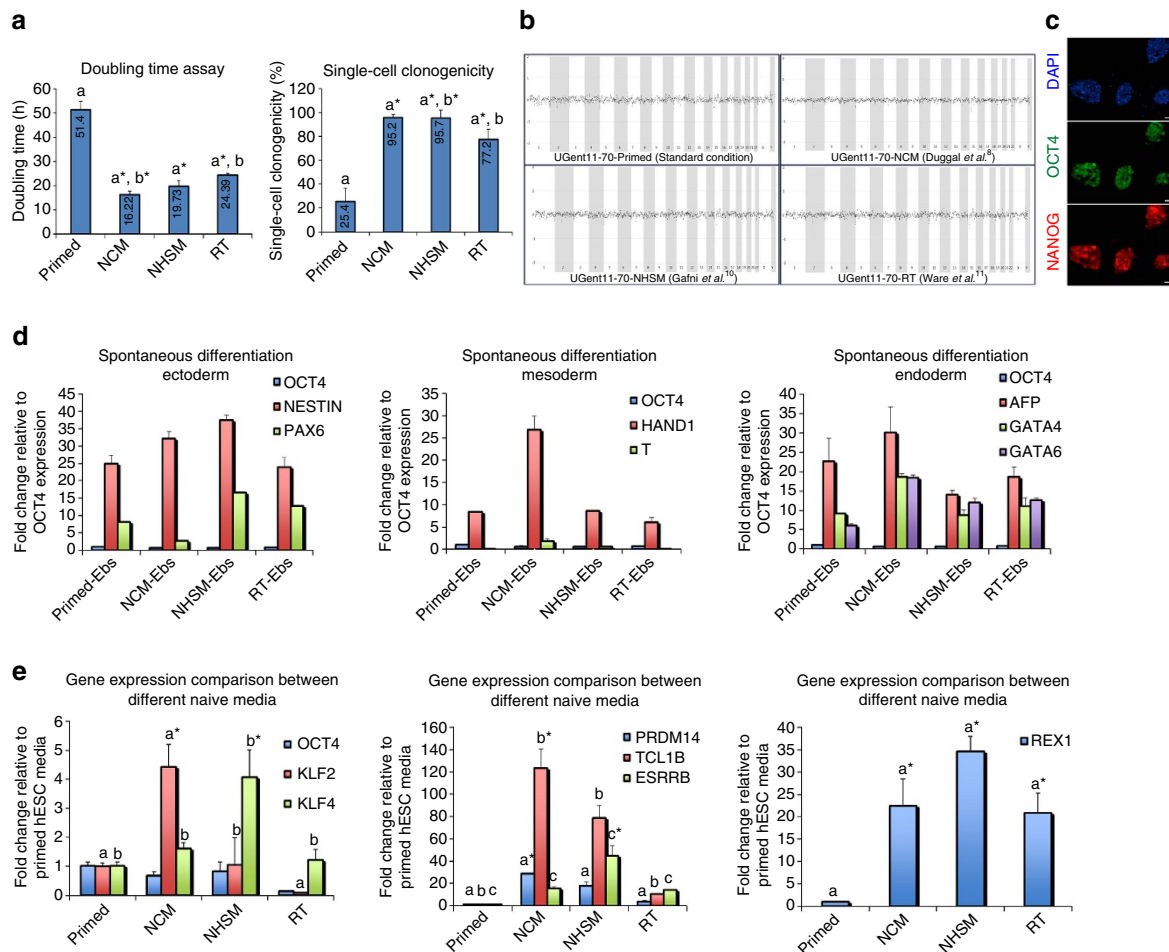 a
Doubling time assay
Doubling time (h)
60
50
40
30
20
10
0
a
a*, b*
a*
a*, b
51.4
16.22
19.73
24.39
Primed
NCM
NHSM
RT
Single-cell clonogenicity
Single-cell clonogenicity (%)
120
100
80
60
40
20
0
a
a*
a*, b*
a*, b
25.4
95.2
95.7
77.2
Primed
NCM
NHSM
RT
b
UGent11-70-Primed (Standard condition)
UGent11-70-NCM (Duggal et al.8)
UGent11-70-NHSM (Gafni et al.10)
UGent11-70-RT (Ware et al.11)
c
DAPI
OCT4
NANOG
d
Spontaneous differentiation
ectoderm
Fold change relative to
OCT4 expression
45
40
35
30
25
20
15
10
5
0
OCT4
NESTIN
PAX6
Primed-Ebs
NCM-Ebs
NHSM-Ebs
RT-Ebs
Spontaneous differentiation
mesoderm
Fold change relative to
OCT4 expression
35
30
25
20
15
10
5
0
OCT4
HAND1
T
Primed-Ebs
NCM-Ebs
NHSM-Ebs
RT-Ebs
Spontaneous differentiation
endoderm
Fold change relative to
OCT4 expression
40
35
30
25
20
15
10
5
0
OCT4
AFP
GATA4
GATA6
Primed-Ebs
NCM-Ebs
NHSM-Ebs
RT-Ebs
e
Gene expression comparison between
different naive media
Fold change relative to
primed hESC media
6
5
4
3
2
1
0
OCT4
KLF2
KLF4
a b
a*
b
b
b*
a
b
Primed
NCM
NHSM
RT
Gene expression comparison between
different naive media
Fold change relative to
primed hESC media
160
140
120
100
80
60
40
20
0
PRDM14
TCL1B
ESRRB
a b c
a*
b*
c
a
b
c*
a
b
c
Primed
NCM
NHSM
RT
Gene expression comparison between
different naive media
Fold change relative to
primed hESC media
40
35
30
25
20
15
10
5
0
REX1
a
a*
a*
a*
Primed
NCM
NHSM
RT